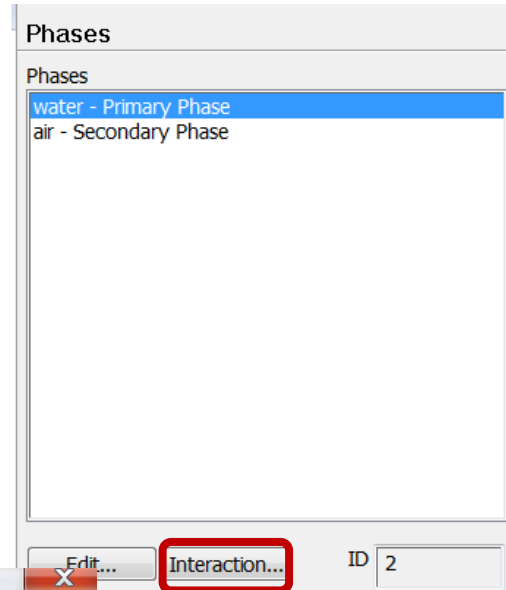 Phases
Phases
water - Primary Phase
air - Secondary Phase
Edit... Interaction... ID 2
X